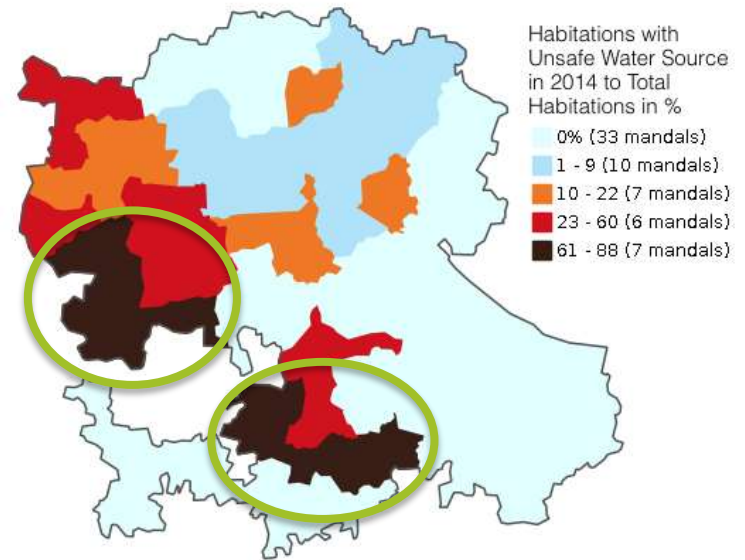 Habitations with
Unsafe Water Source
in 2014 to Total
Habitations in %
0% (33 mandals)
1 - 9 (10 mandals)
10 - 22 (7 mandals)
23 - 60 (6 mandals)
61 - 88 (7 mandals)